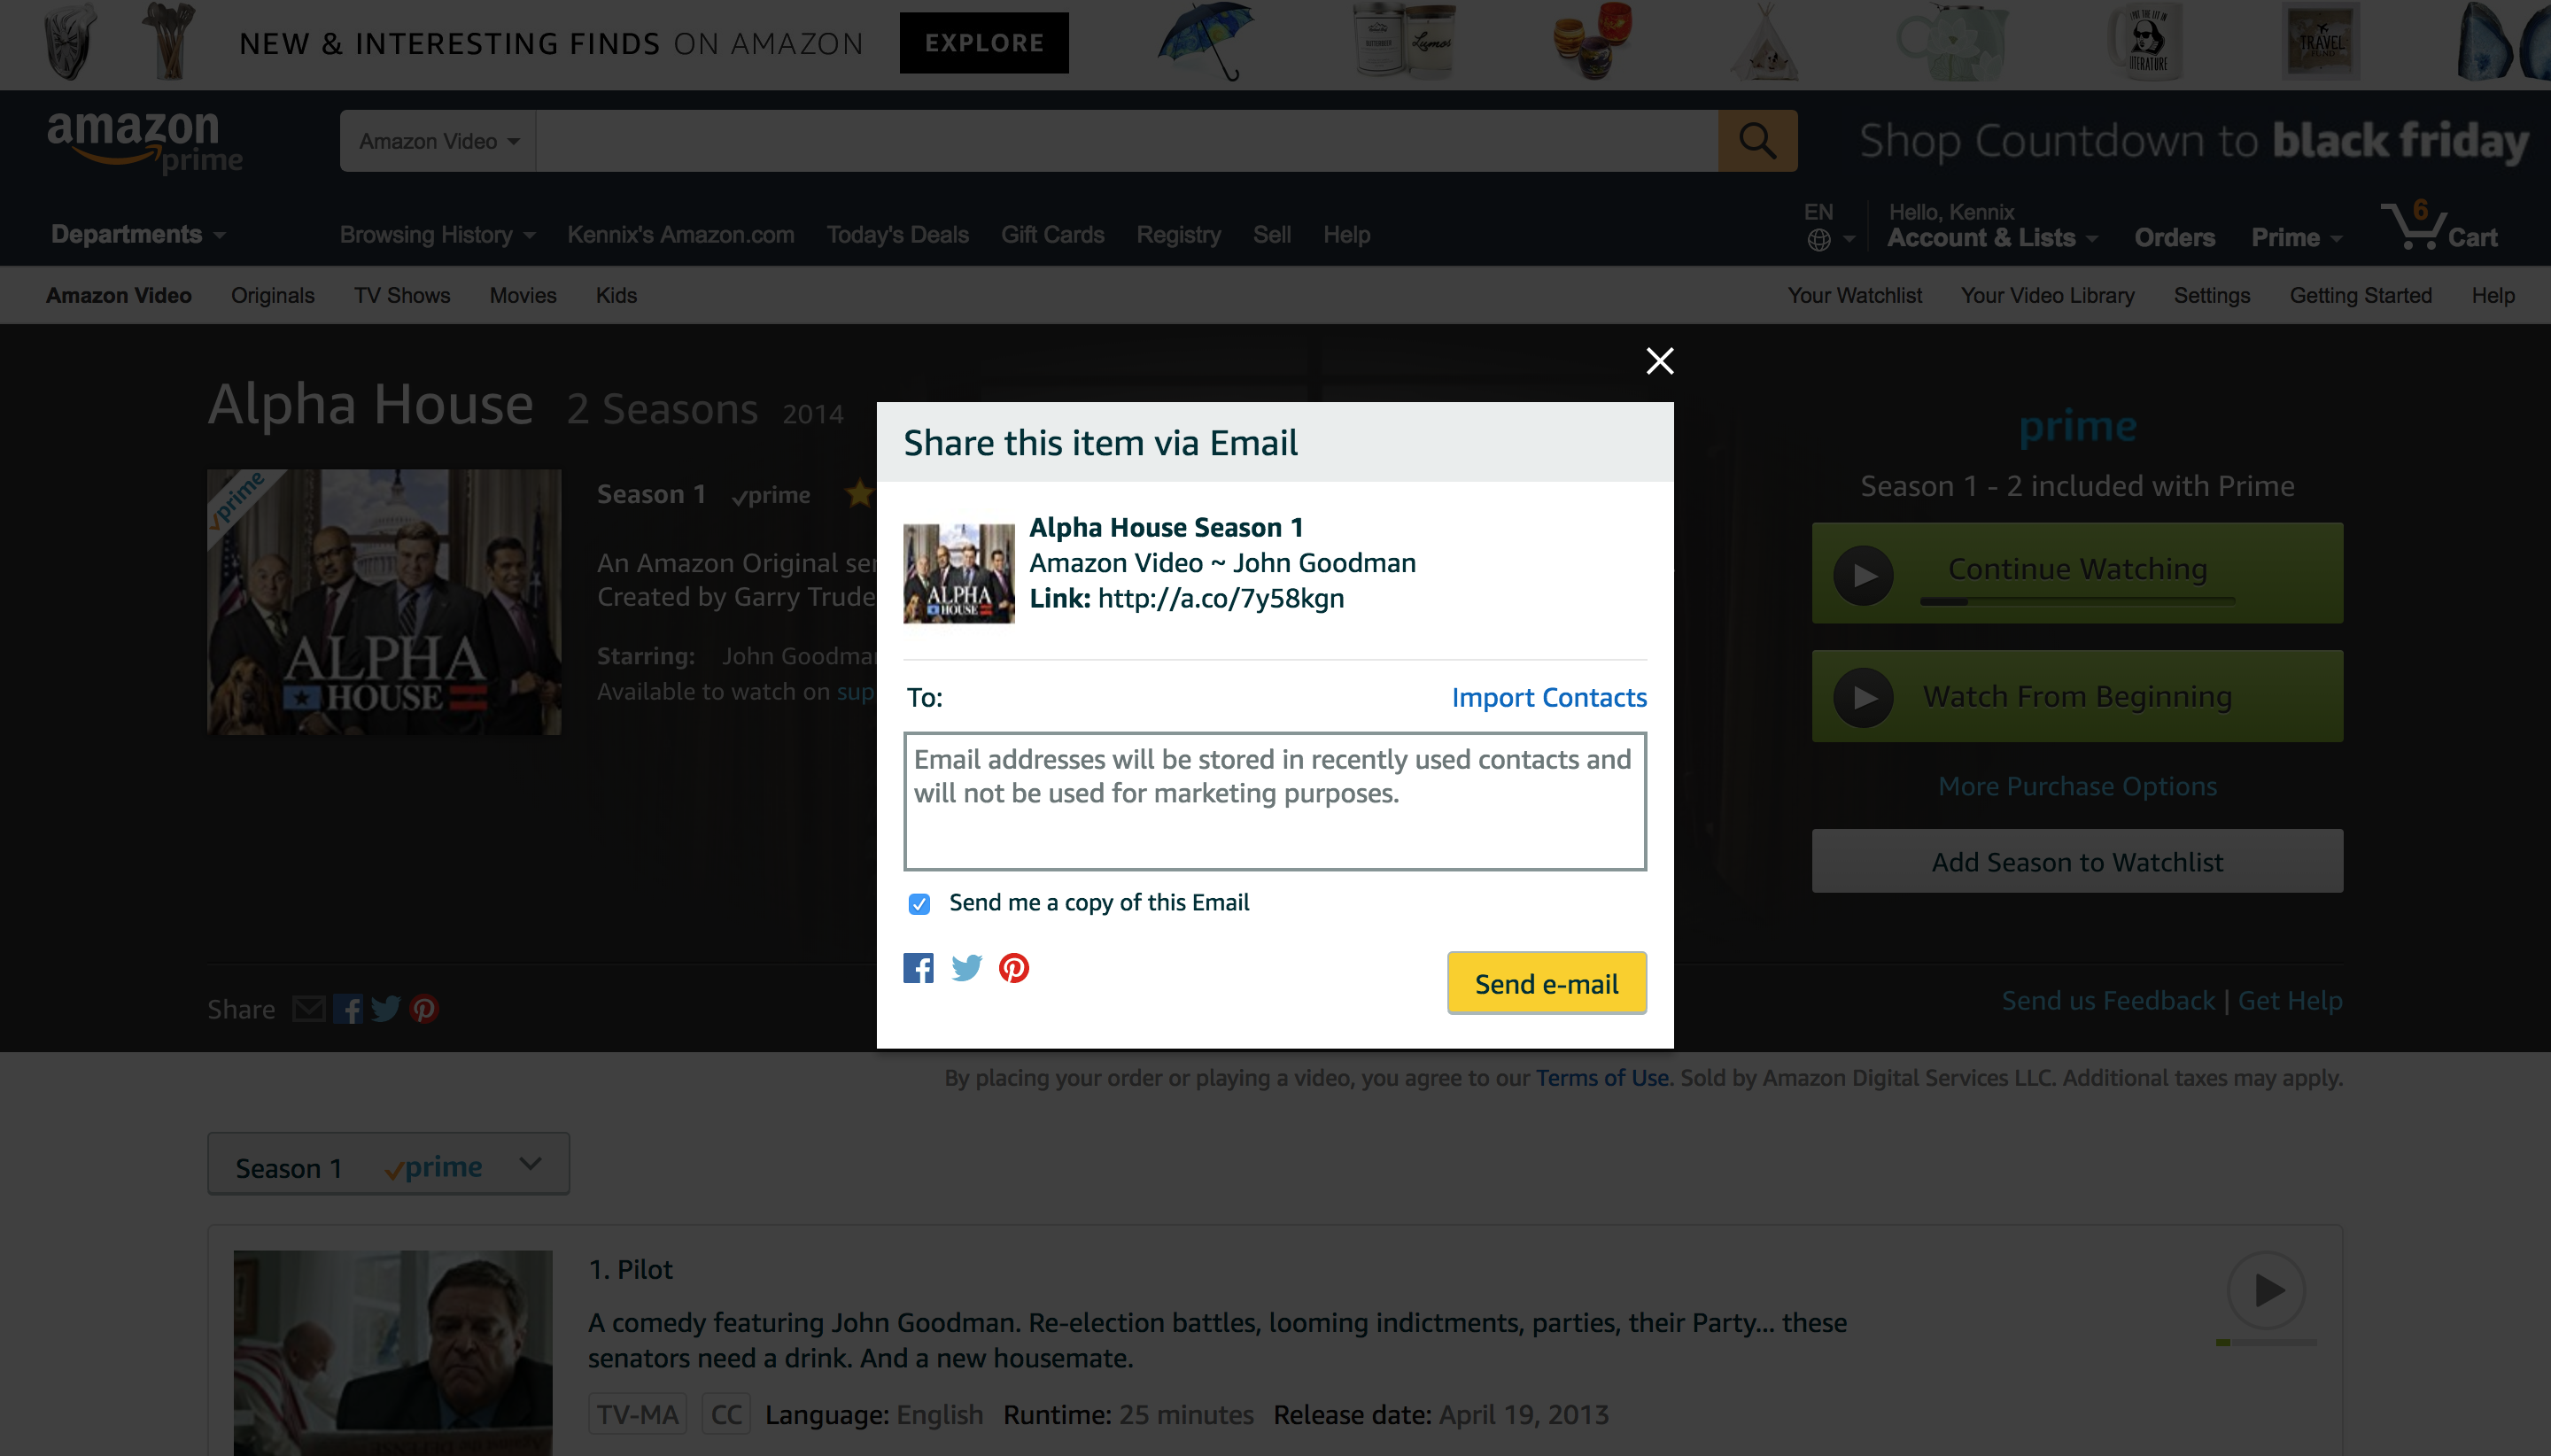 NEW & INTERESTING FINDS ON AMAZON
EXPLORE
Lumos
I PUT THE LIT IN
LITERATURE
TRAVEL
FUND
amazon
prime
Amazon Video
Shop Countdown to black friday
Departments
Browsing History
Kennix's Amazon.com
Today's Deals
Gift Cards
Registry
Sell
Help
EN
Hello, Kennix
Account & Lists
Orders
Prime
6
Cart
Amazon Video
Originals
TV Shows
Movies
Kids
Your Watchlist
Your Video Library
Settings
Getting Started
Help
Alpha House 2 Seasons 2014
prime
ALPHA
HOUSE
Season 1 prime
An Amazon Original ser
Created by Garry Trude
Starring: John Goodma
Available to watch on sup
Share
Share this item via Email
ALPHA
HOUSE
Alpha House Season 1
Amazon Video ~ John Goodman
Link: http://a.co/7y58kgn
To:
Import Contacts
Email addresses will be stored in recently used contacts and
will not be used for marketing purposes.
Send me a copy of this Email
Send e-mail
prime
Season 1 - 2 included with Prime
Continue Watching
Watch From Beginning
More Purchase Options
Add Season to Watchlist
Send us Feedback | Get Help
By placing your order or playing a video, you agree to our Terms of Use. Sold by Amazon Digital Services LLC. Additional taxes may apply.
Season 1 prime
1. Pilot
A comedy featuring John Goodman. Re-election battles, looming indictments, parties, their Party... these
senators need a drink. And a new housemate.
TV-MA CC Language: English Runtime: 25 minutes Release date: April 19, 2013